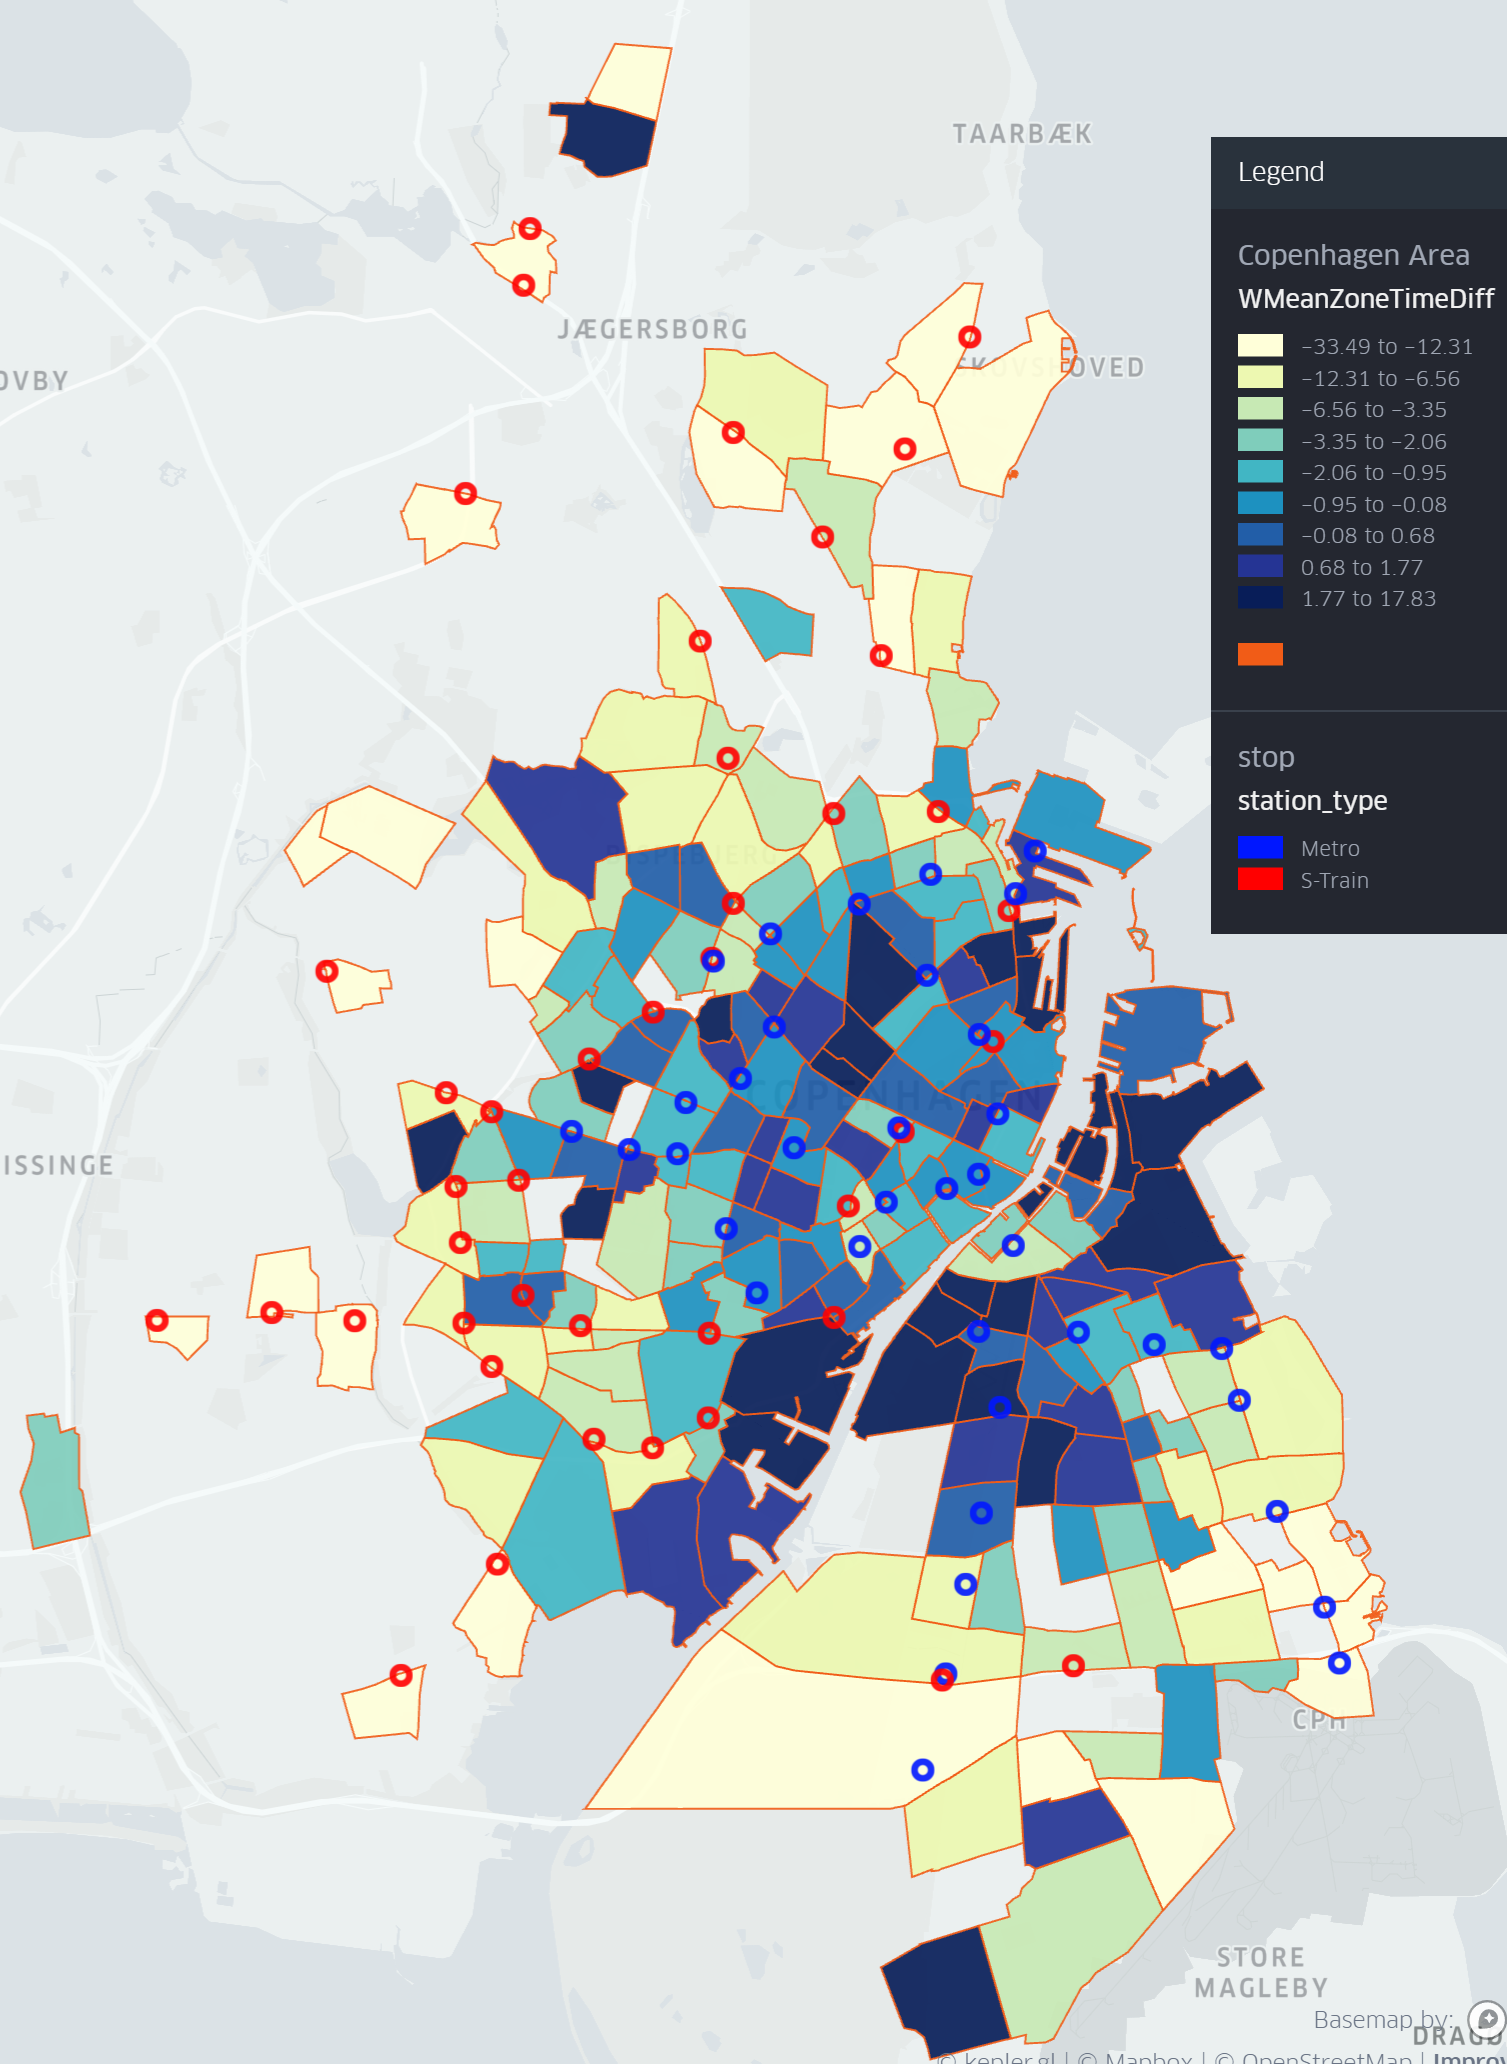 TAARBÆK
Legend
Copenhagen Area
WMeanZoneTimeDiff
−33.49 to −12.31
−12.31 to −6.56
−6.56 to −3.35
−3.35 to −2.06
−2.06 to −0.95
−0.95 to −0.08
−0.08 to 0.68
0.68 to 1.77
1.77 to 17.83
stop
station_type
Metro
S-Train
JÆGERSBORG
SKOVSHOVED
OVBY
BISPEBJERG
COPENHAGEN
ISSINGE
CPH
STORE
MAGLEBY
Basemap by:
DRAGØ
© kepler.gl | © Mapbox | © OpenStreetMap | Improv